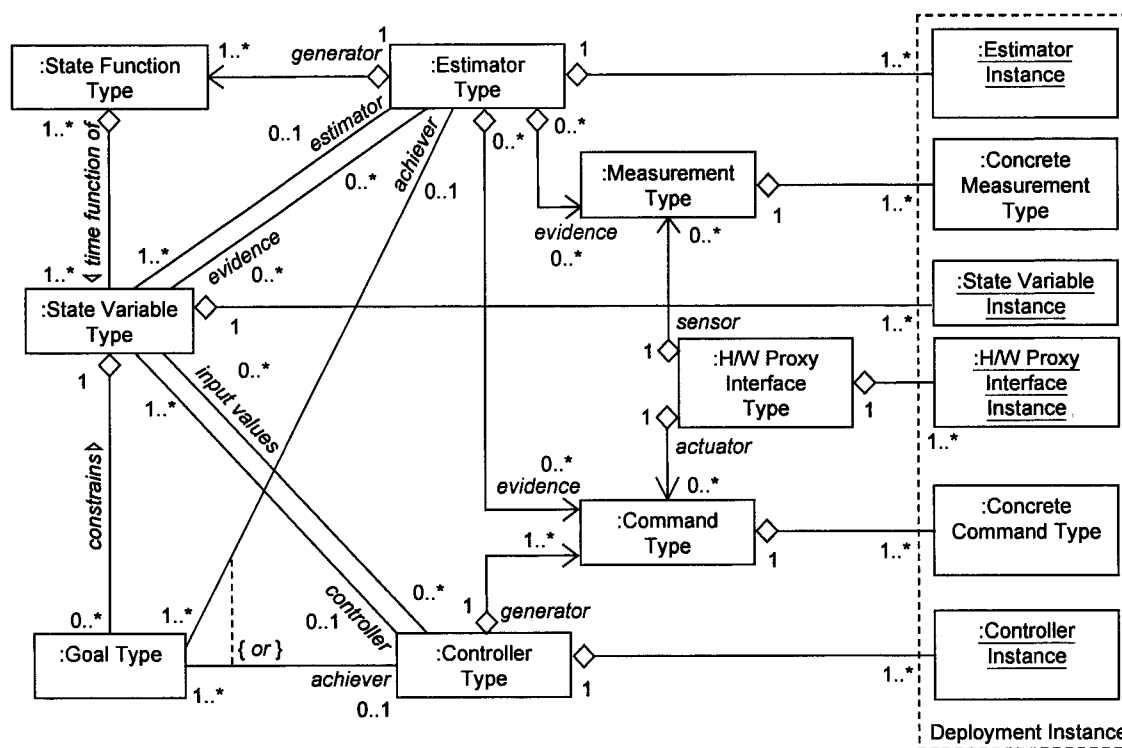 :State Function
Type
1..*
generator
1
:Estimator
Type
1
1..*
:Estimator
Instance
1..*
time function of
1..*
0..1
estimator
0..*
achiever
0..1
0..*
0..*
:Measurement
Type
1
1..*
:Concrete
Measurement
Type
evidence
0..*
0..*
1..*
evidence
0..*
:State Variable
Type
1
1..*
:State Variable
Instance
sensor
1
:H/W Proxy
Interface
Type
1
1..*
:H/W Proxy
Interface
Instance
1
actuator
1
1..*
0..*
input values
constrains
0..*
evidence
0..*
:Command
Type
1
1..*
:Concrete
Command Type
1..*
1
generator
0..*
0..1
controller
0..*
1..*
:Goal Type
1..*
{ or }
achiever
0..1
:Controller
Type
1
1..*
:Controller
Instance
Deployment Instance